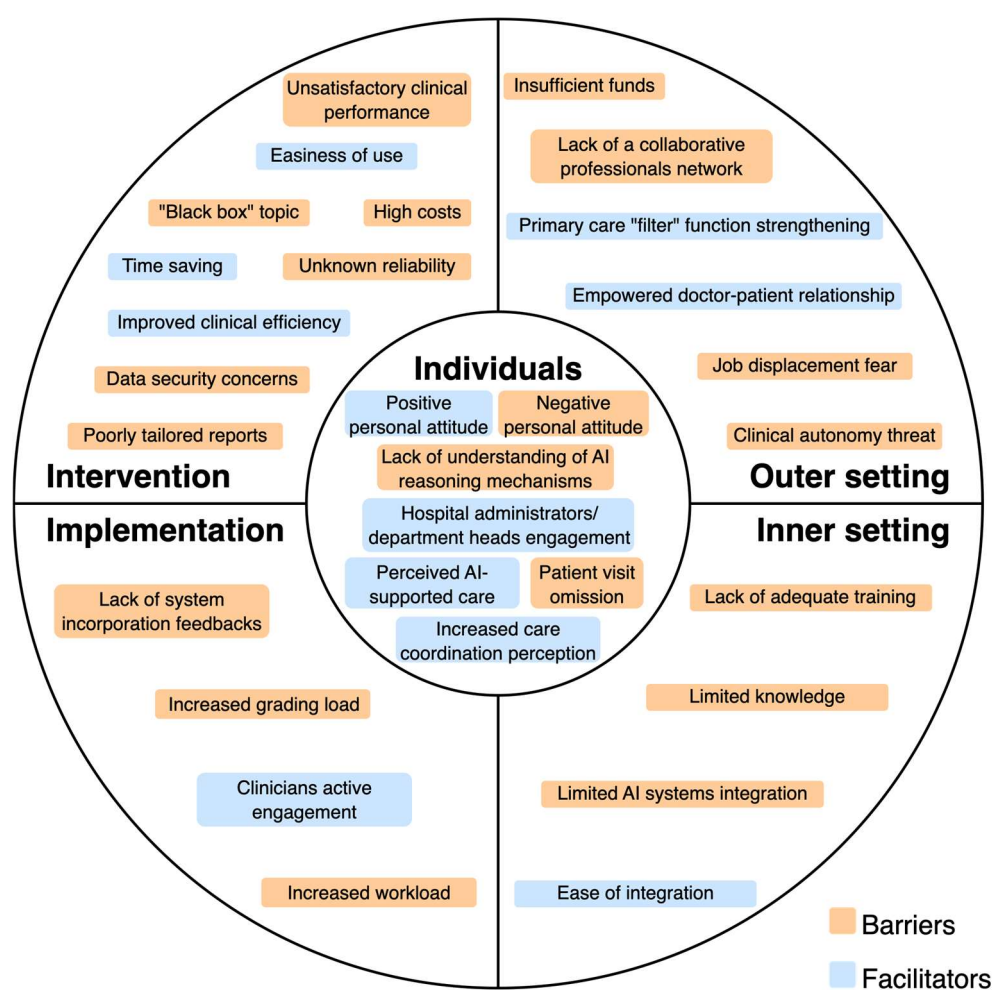 Unsatisfactory clinical
performance
Easiness of use
"Black box" topic
High costs
Time saving
Unknown reliability
Improved clinical efficiency
Data security concerns
Poorly tailored reports
Intervention
Insufficient funds
Lack of a collaborative
professionals network
Primary care "filter" function strengthening
Empowered doctor-patient relationship
Job displacement fear
Clinical autonomy threat
Outer setting
Individuals
Positive
personal attitude
Negative
personal attitude
Lack of understanding of AI
reasoning mechanisms
Hospital administrators/
department heads engagement
Perceived AI-
supported care
Patient visit
omission
Increased care
coordination perception
Implementation
Lack of system
incorporation feedbacks
Increased grading load
Clinicians active
engagement
Increased workload
Inner setting
Lack of adequate training
Limited knowledge
Limited AI systems integration
Ease of integration
Barriers
Facilitators